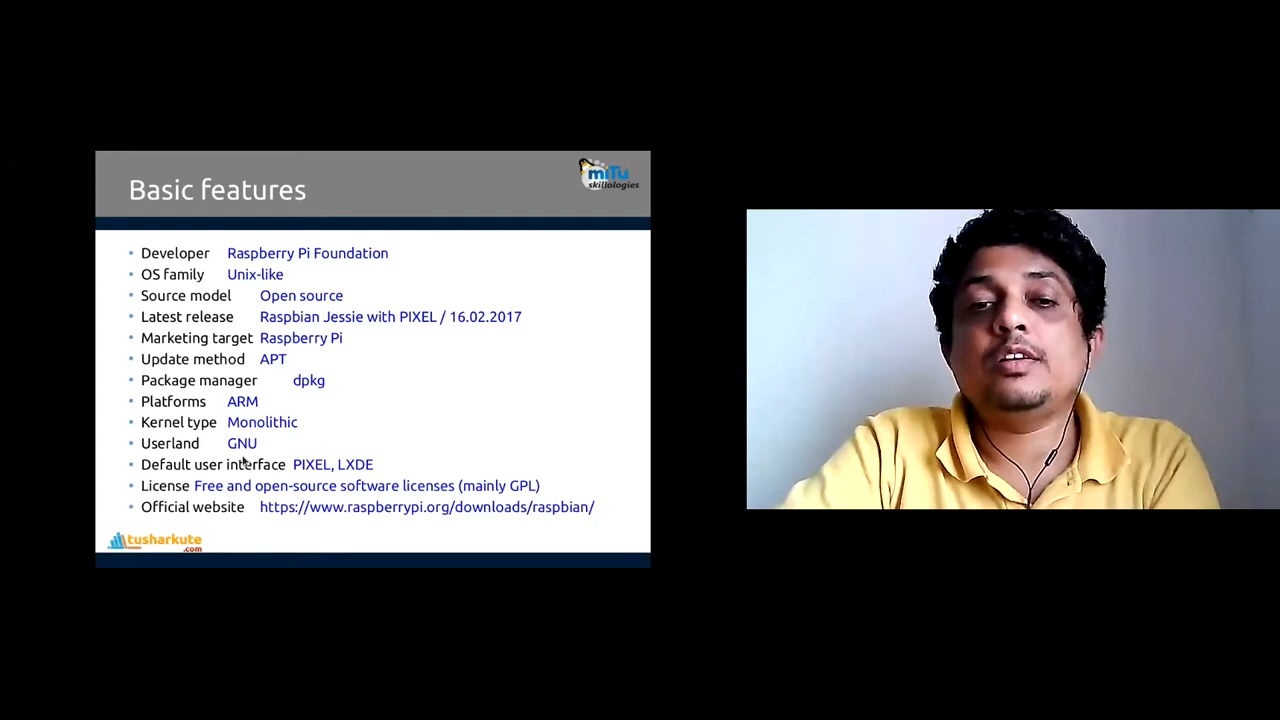 Basic features
miTu
skillologies
• Developer Raspberry Pi Foundation
• OS family Unix-like
• Source model Open source
• Latest release Raspbian Jessie with PIXEL / 16.02.2017
• Marketing target Raspberry Pi
• Update method APT
• Package manager dpkg
• Platforms ARM
• Kernel type Monolithic
• Userland GNU
• Default user interface PIXEL, LXDE
• License Free and open-source software licenses (mainly GPL)
• Official website https://www.raspberrypi.org/downloads/raspbian/
tusharkute
.com